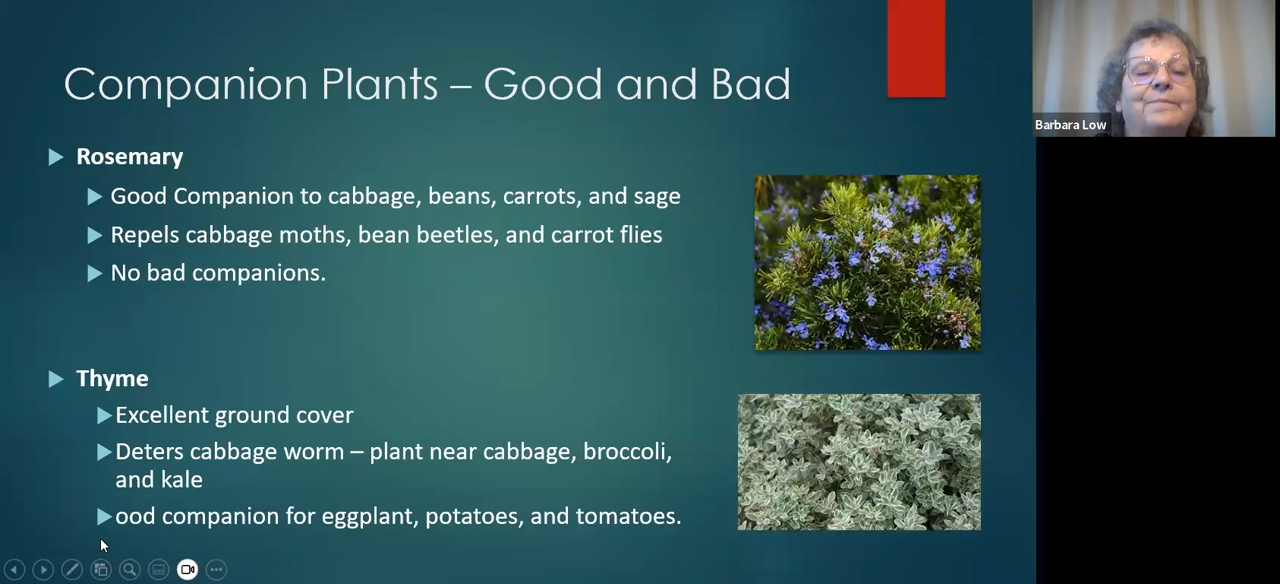 Companion Plants – Good and Bad
Barbara Low
Rosemary
Good Companion to cabbage, beans, carrots, and sage
Repels cabbage moths, bean beetles, and carrot flies
No bad companions.
Thyme
Excellent ground cover
Deters cabbage worm – plant near cabbage, broccoli,
and kale
ood companion for eggplant, potatoes, and tomatoes.